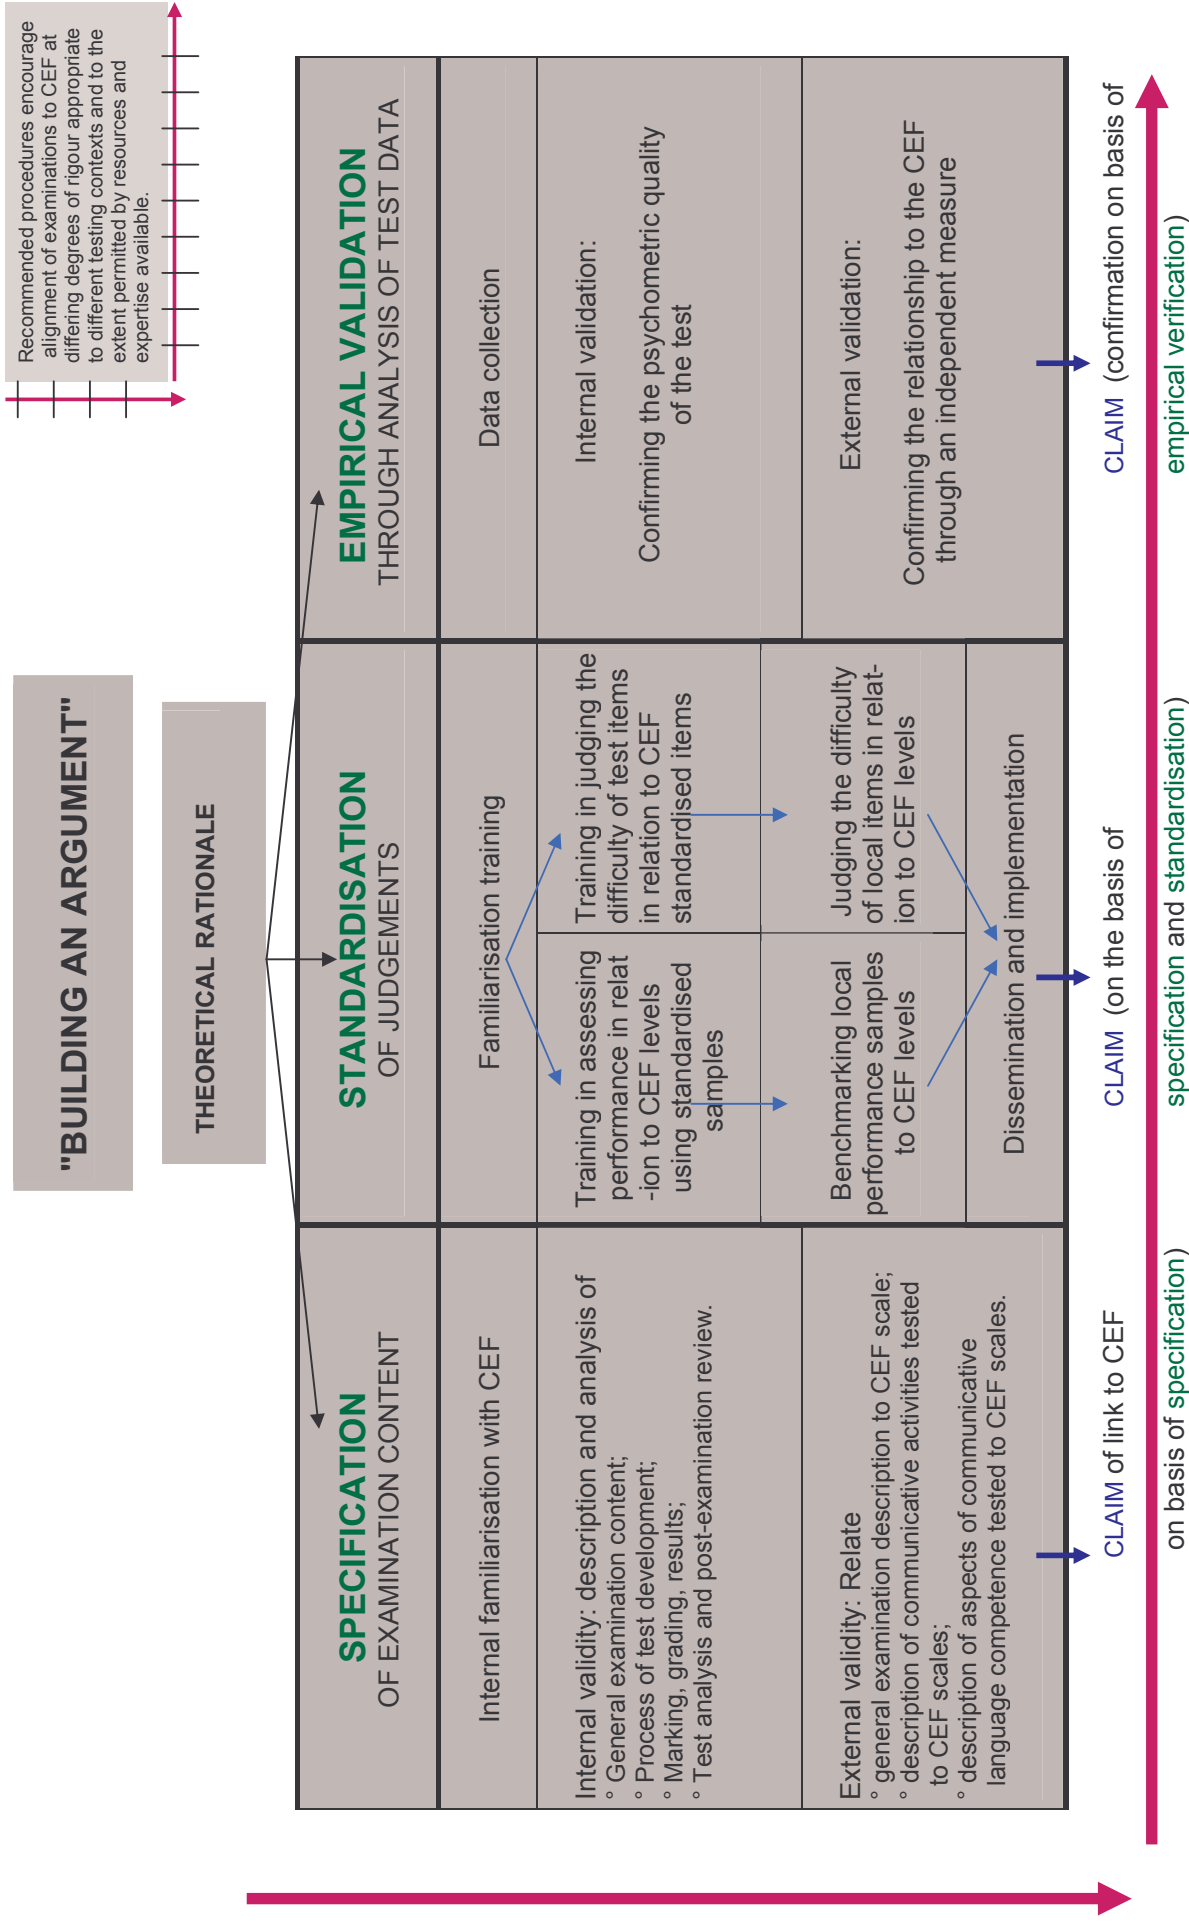 "BUILDING AN ARGUMENT"
Recommended procedures encourage
alignment of examinations to CEF at
differing degrees of rigour appropriate
to different testing contexts and to the
extent permitted by resources and
expertise available.
THEORETICAL RATIONALE
SPECIFICATION
OF EXAMINATION CONTENT
Internal familiarisation with CEF
Internal validity: description and analysis of
° General examination content;
° Process of test development;
° Marking, grading, results;
° Test analysis and post-examination review.
External validity: Relate
° general examination description to CEF scale;
° description of communicative activities tested
to CEF scales;
° description of aspects of communicative
language competence tested to CEF scales.
CLAIM of link to CEF
on basis of specification)
STANDARDISATION
OF JUDGEMENTS
Familiarisation training
Training in assessing
performance in relat
-ion to CEF levels
using standardised
samples
Training in judging the
difficulty of test items
in relation to CEF
standardised items
Benchmarking local
performance samples
to CEF levels
Judging the difficulty
of local items in relat-
ion to CEF levels
Dissemination and implementation
CLAIM (on the basis of
specification and standardisation)
EMPIRICAL VALIDATION
THROUGH ANALYSIS OF TEST DATA
Data collection
Internal validation:
Confirming the psychometric quality
of the test
External validation:
Confirming the relationship to the CEF
through an independent measure
CLAIM (confirmation on basis of
empirical verification)